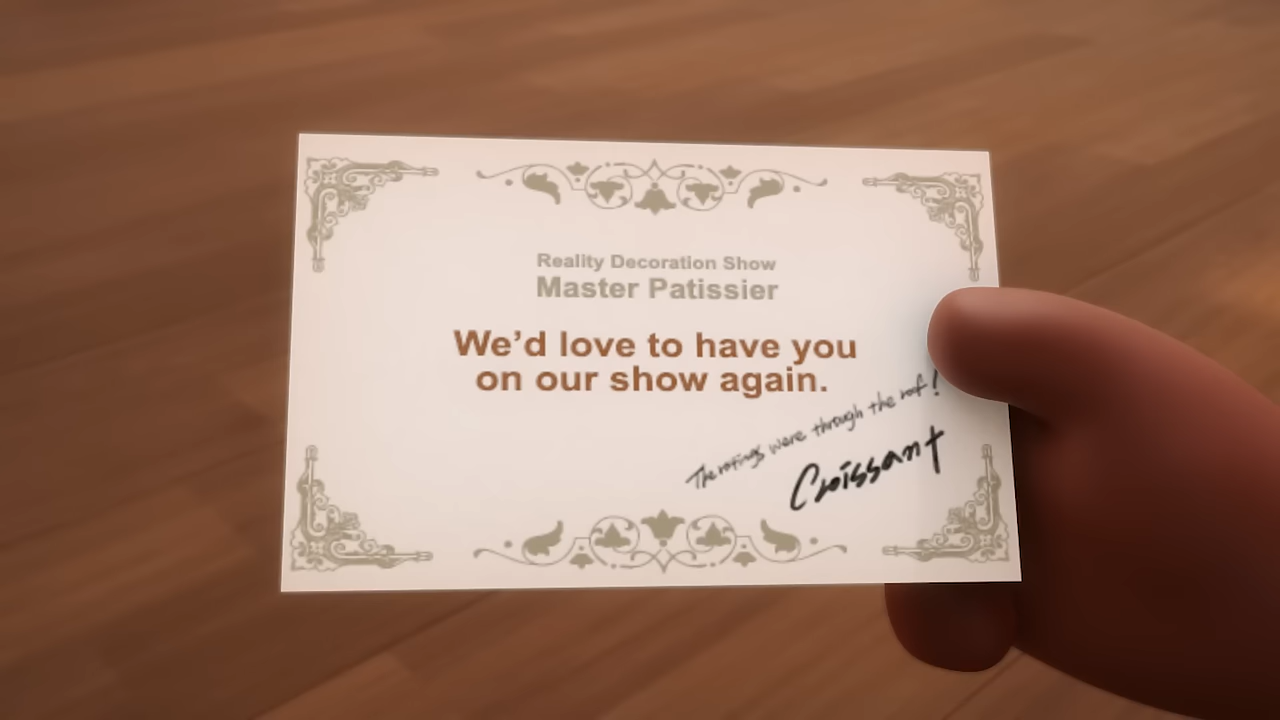 Reality Decoration Show
Master Patissier
We’d love to have you
on our show again.
The ratings were through the roof!
Croissant